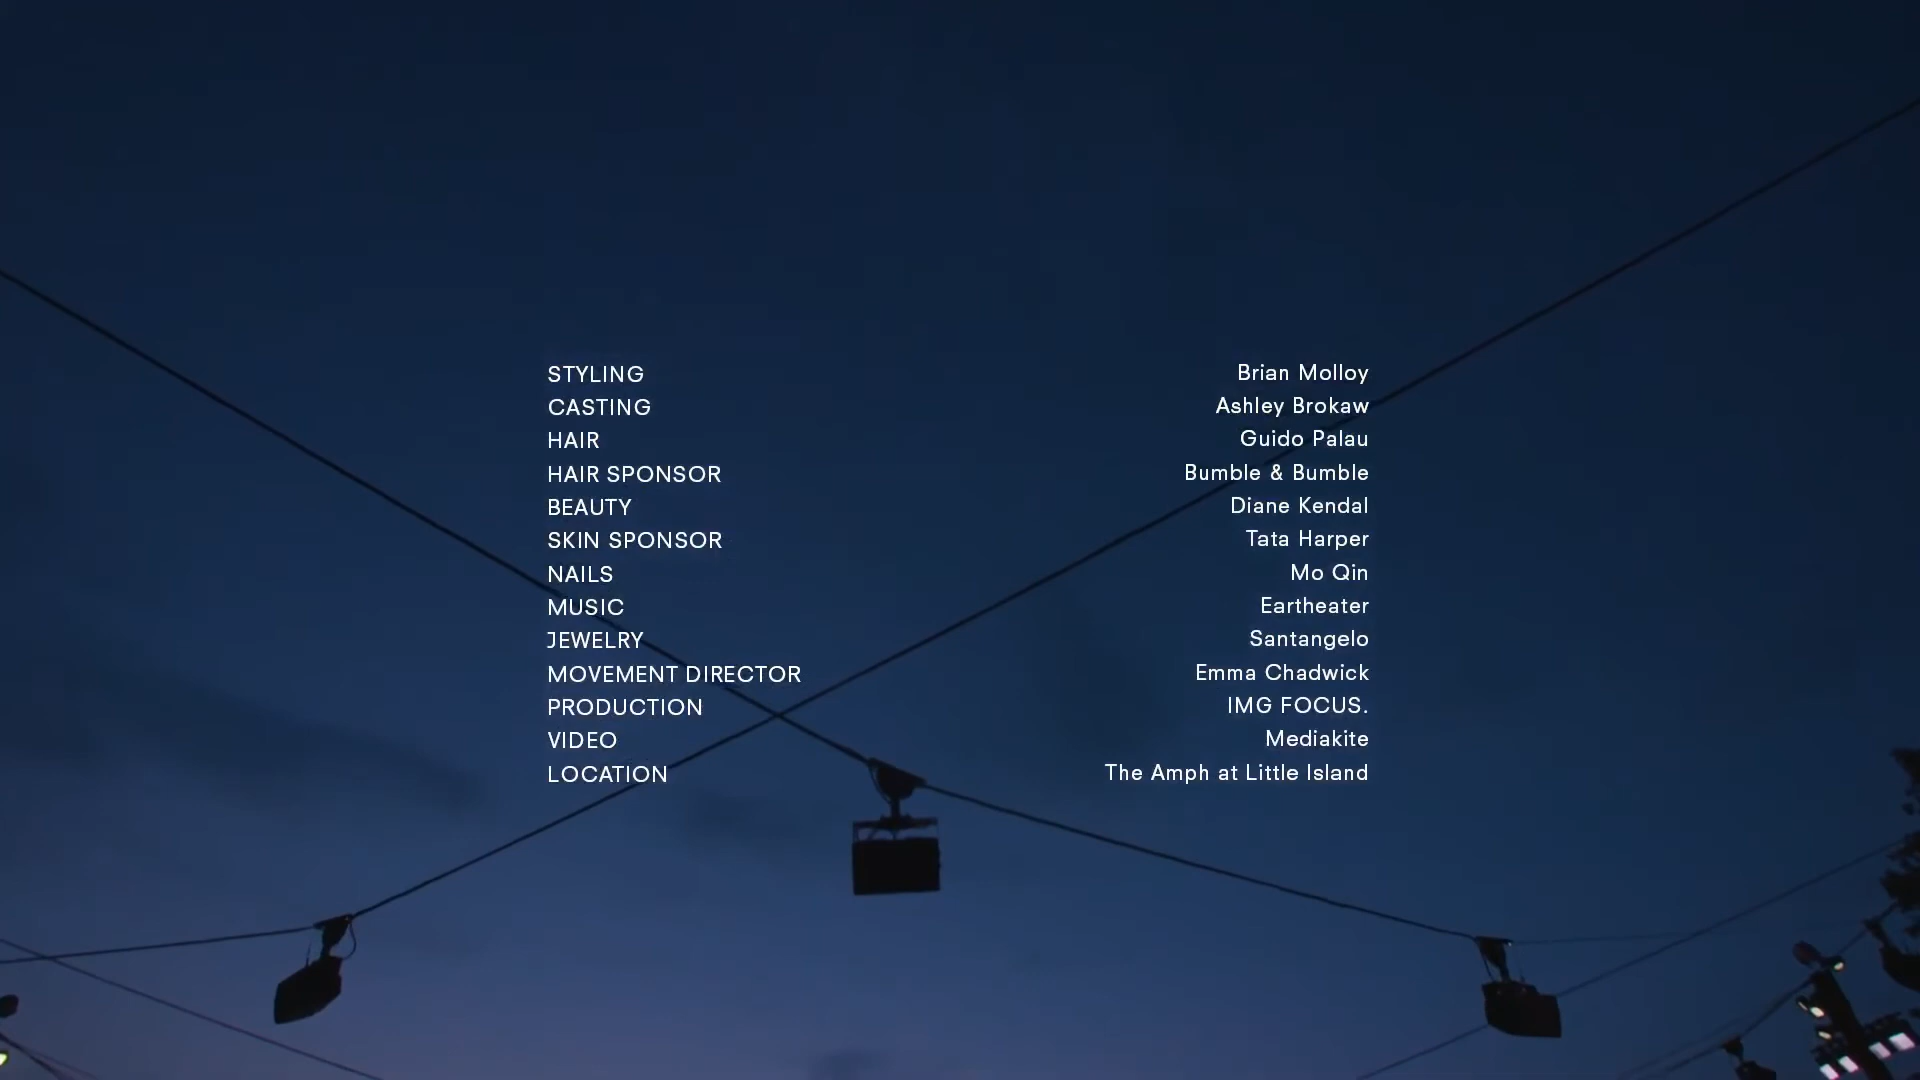 STYLING Brian Molloy
CASTING Ashley Brokaw
HAIR Guido Palau
HAIR SPONSOR Bumble & Bumble
BEAUTY Diane Kendal
SKIN SPONSOR Tata Harper
NAILS Mo Qin
MUSIC Eartheater
JEWELRY Santangelo
MOVEMENT DIRECTOR Emma Chadwick
PRODUCTION IMG FOCUS.
VIDEO Mediakite
LOCATION The Amph at Little Island